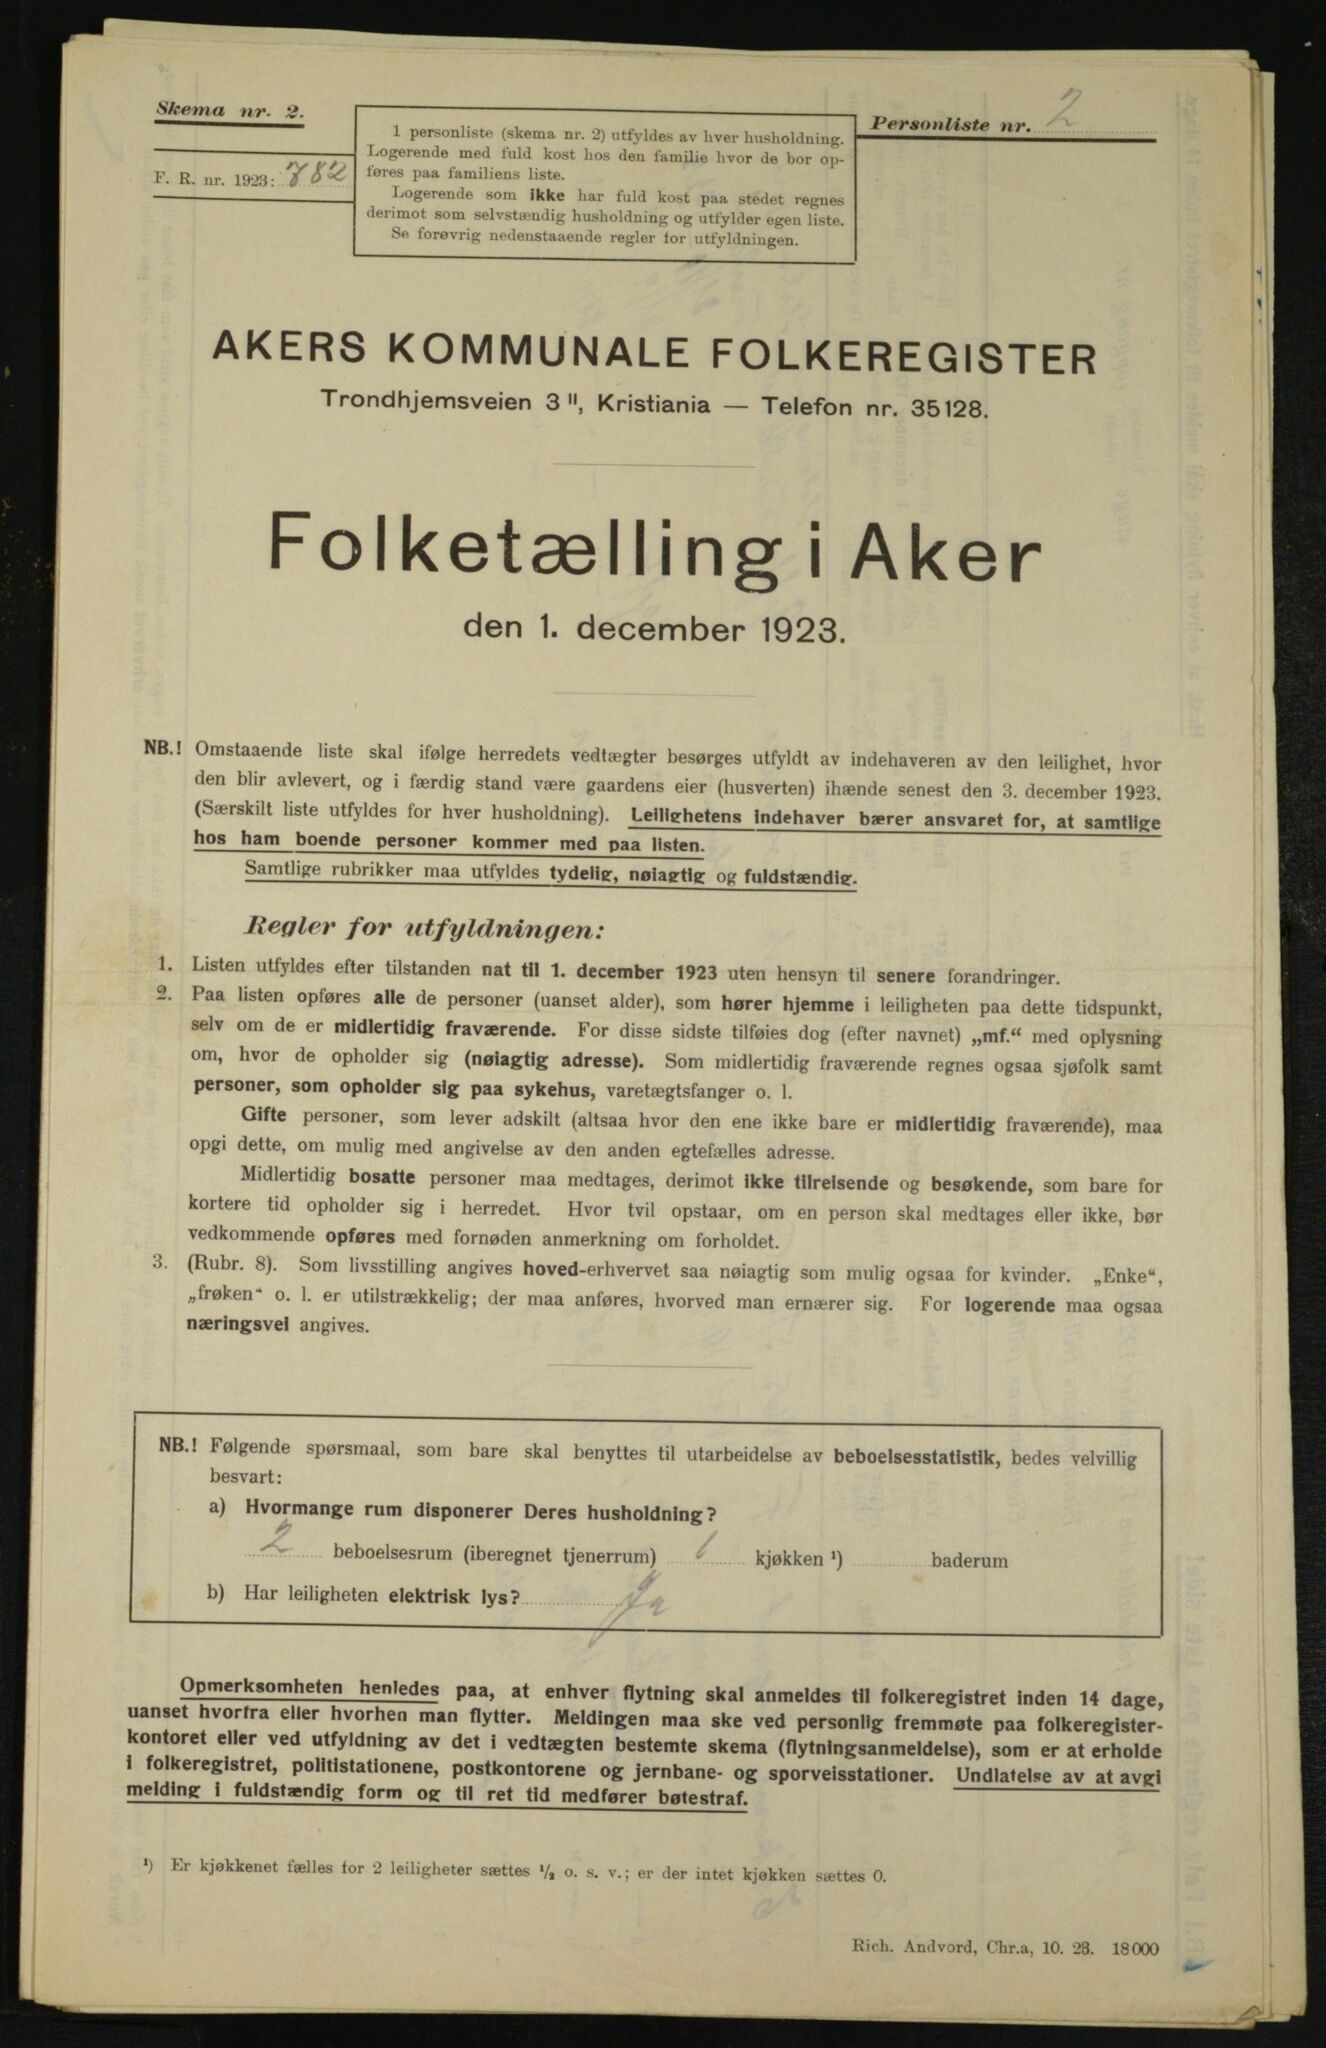 Skema nr. 2.
F. R. nr. 1923: 782
1 personliste (skema nr. 2) utfyldes av hver husholdning.
Logerende med fuld kost hos den familie hvor de bor op-
føres paa familiens liste.
Logerende som ikke har fuld kost paa stedet regnes
derimot som selvstændig husholdning og utfylder egen liste.
Se forøvrig nedenstaaende regler for utfyldningen.
Personliste nr. 2
AKERS KOMMUNALE FOLKEREGISTER
Trondhjemsveien 3 II, Kristiania — Telefon nr. 35128.
Folketælling i Aker
den 1. december 1923.
NB.! Omstaaende liste skal ifølge herredets vedtægter besørges utfyldt av indehaveren av den leilighet, hvor
den blir avlevert, og i færdig stand være gaardens eier (husverten) ihænde senest den 3. december 1923.
(Særskilt liste utfyldes for hver husholdning). Leilighetens indehaver bærer ansvaret for, at samtlige
hos ham boende personer kommer med paa listen.
Samtlige rubrikker maa utfyldes tydelig, nøiagtig og fuldstændig.
Regler for utfyldningen:
1. Listen utfyldes efter tilstanden nat til 1. december 1923 uten hensyn til senere forandringer.
2. Paa listen opføres alle de personer (uanset alder), som hører hjemme i leiligheten paa dette tidspunkt,
selv om de er midlertidig fraværende. For disse sidste tilføies dog (efter navnet) „mf.“ med oplysning
om, hvor de opholder sig (nøiagtig adresse). Som midlertidig fraværende regnes ogsaa sjøfolk samt
personer, som opholder sig paa sykehus, varetægtsfanger o. l.
Gifte personer, som lever adskilt (altsaa hvor den ene ikke bare er midlertidig fraværende), maa
opgi dette, om mulig med angivelse av den anden egtefælles adresse.
Midlertidig bosatte personer maa medtages, derimot ikke tilreisende og besøkende, som bare for
kortere tid opholder sig i herredet. Hvor tvil opstaar, om en person skal medtages eller ikke, bør
vedkommende opføres med fornøden anmerkning om forholdet.
3. (Rubr. 8). Som livsstilling angives hoved-erhvervet saa nøiagtig som mulig ogsaa for kvinder. „Enke“,
„frøken“ o. l. er utilstrækkelig; der maa anføres, hvorved man ernærer sig. For logerende maa ogsaa
næringsvei angives.
NB.! Følgende spørsmaal, som bare skal benyttes til utarbeidelse av beboelsesstatistik, bedes velvillig
besvart:
a) Hvormange rum disponerer Deres husholdning?
2 beboelsesrum (iberegnet tjenerrum) 1 kjøkken ¹) baderum
b) Har leiligheten elektrisk lys? Ja
Opmerksomheten henledes paa, at enhver flytning skal anmeldes til folkeregistret inden 14 dage,
uanset hvorfra eller hvorhen man flytter. Meldingen maa ske ved personlig fremmøte paa folkeregister-
kontoret eller ved utfyldning av det i vedtægten bestemte skema (flytningsanmeldelse), som er at erholde
i folkeregistret, politistationene, postkontorene og jernbane- og sporveisstationer. Undlatelse av at avgi
melding i fuldstændig form og til ret tid medfører bøtestraf.
¹) Er kjøkkenet fælles for 2 leiligheter sættes ½ o. s. v.; er der intet kjøkken sættes 0.
Rich. Andvord, Chr.a, 10. 23. 18000